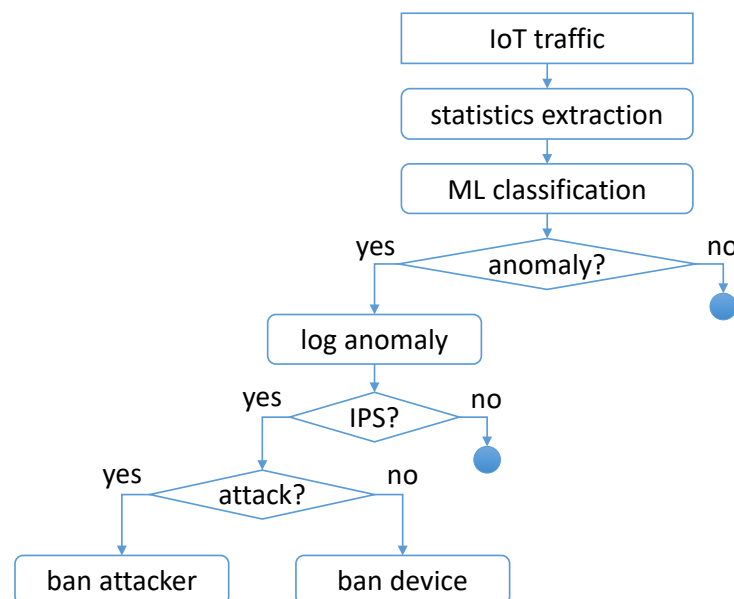 IoT traffic
statistics extraction
ML classification
yes
no
anomaly?
log anomaly
yes
no
IPS?
yes
no
attack?
ban attacker
ban device